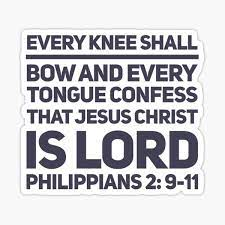 EVERY KNEE SHALL
BOW AND EVERY
TONGUE CONFESS
THAT JESUS CHRIST
IS LORD
PHILIPPIANS 2: 9-11